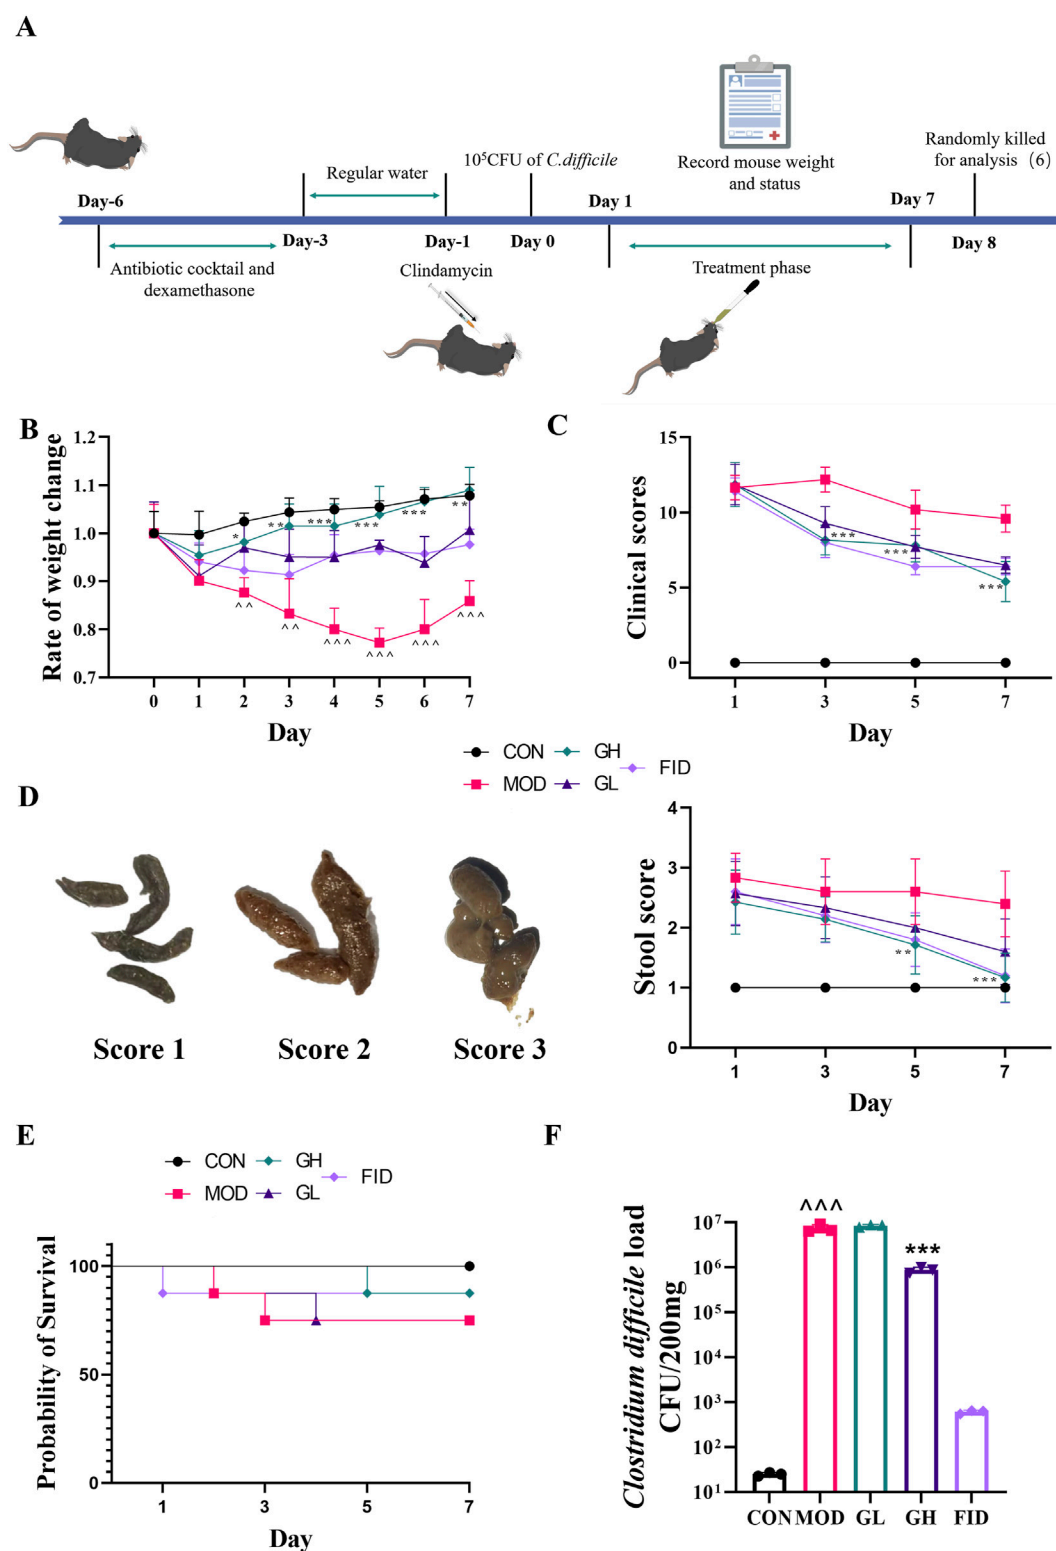 A
10⁵CFU of C.difficile
Randomly killed
for analysis (6)
Regular water
Record mouse weight
and status
Day-6
Day 1
Day 7
Day-3
Day-1
Day 0
Day 8
Antibiotic cocktail and
dexamethasone
Clindamycin
Treatment phase
B
Rate of weight change
1.2
1.1
1.0
0.9
0.8
0.7
*
**
***
***
***
**
^^
^^
^^^
^^^
^^^
^^^
0 1 2 3 4 5 6 7
Day
C
Clinical scores
15
10
5
0
***
***
***
1 3 5 7
Day
CON GH FID
MOD GL
D
Score 1 Score 2 Score 3
Stool score
4
3
2
1
0
**
***
1 3 5 7
Day
E
CON GH FID
MOD GL
Probability of Survival
100
50
0
1 3 5 7
Day
F
Clostridium difficile load
CFU/200mg
10⁷
10⁶
10⁵
10⁴
10³
10²
10¹
^^^
***
CON MOD GL GH FID